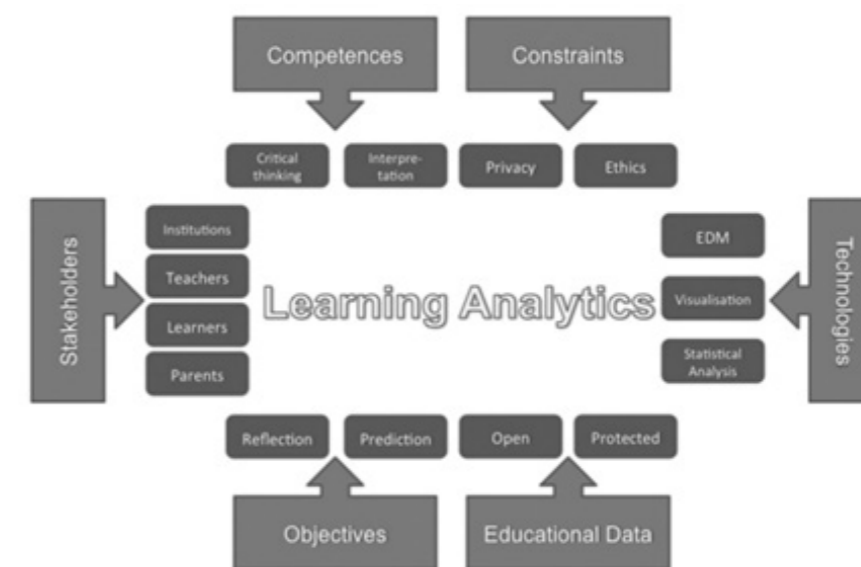 Competences
Constraints
Critical
thinking
Interpre-
tation
Privacy
Ethics
Stakeholders
Institutions
Teachers
Learners
Parents
Learning Analytics
EDM
Visualisation
Statistical
Analysis
Technologies
Reflection
Prediction
Open
Protected
Objectives
Educational Data